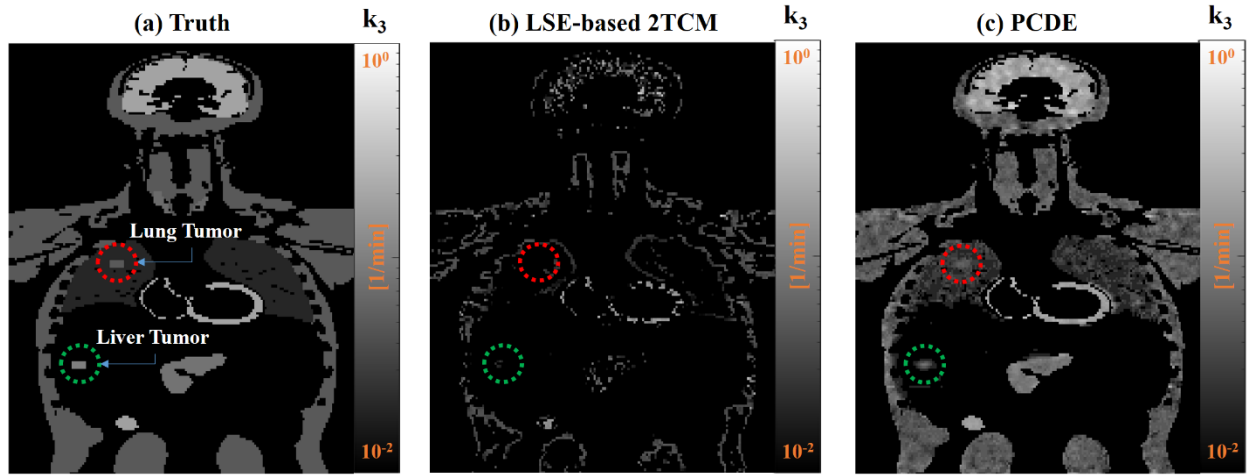 (a) Truth
k₃
(b) LSE-based 2TCM
k₃
(c) PCDE
k₃
10⁰
10⁰
10⁰
Lung Tumor
[1/min]
[1/min]
[1/min]
Liver Tumor
10⁻²
10⁻²
10⁻²